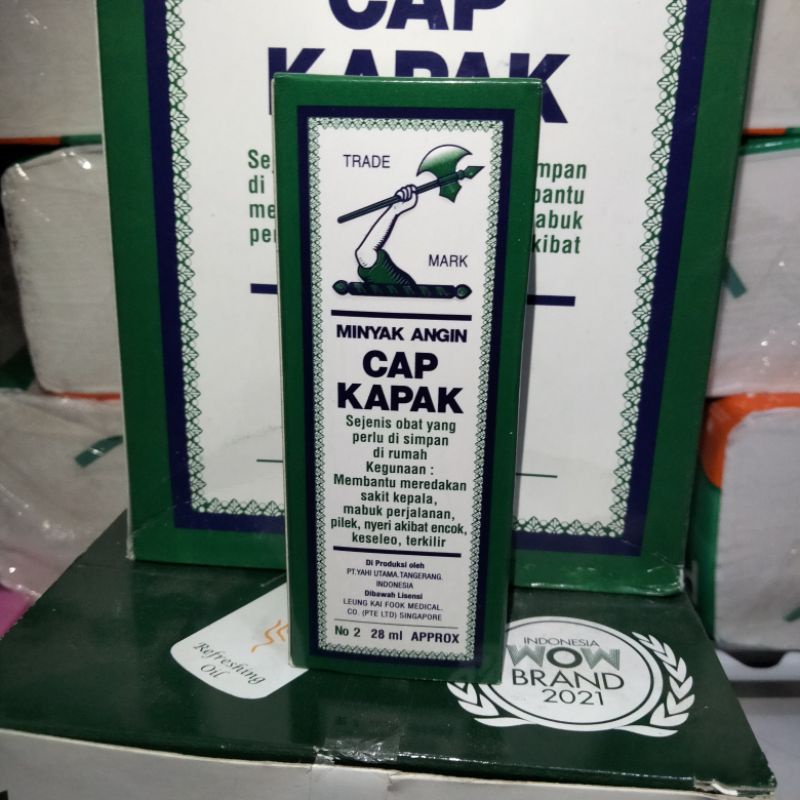 CAP
KAPAK
TRADE
MARK
MINYAK ANGIN
CAP
KAPAK
Sejenis obat yang
perlu di simpan
di rumah
Kegunaan :
Membantu meredakan
sakit kepala,
mabuk perjalanan,
pilek, nyeri akibat encok,
keseleo, terkilir
Di Produksi oleh
PT.YAHI UTAMA.TANGERANG.
INDONESIA
Dibawah Lisensi
LEUNG KAI FOOK MEDICAL.
CO. (PTE LTD) SINGAPORE
No 2 28 ml APPROX
Refreshing
Oil
INDONESIA
WOW
BRAND
2021